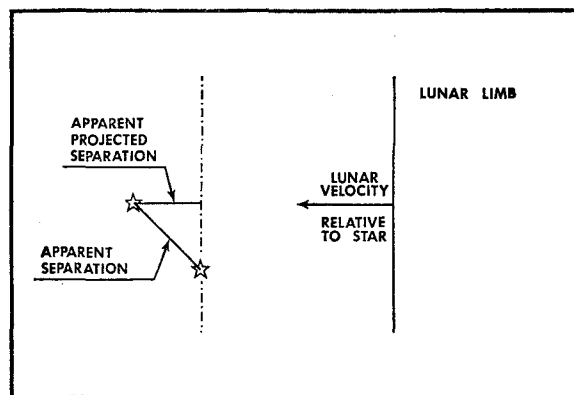 LUNAR LIMB
APPARENT
PROJECTED
SEPARATION
LUNAR
VELOCITY
RELATIVE
TO STAR
APPARENT
SEPARATION